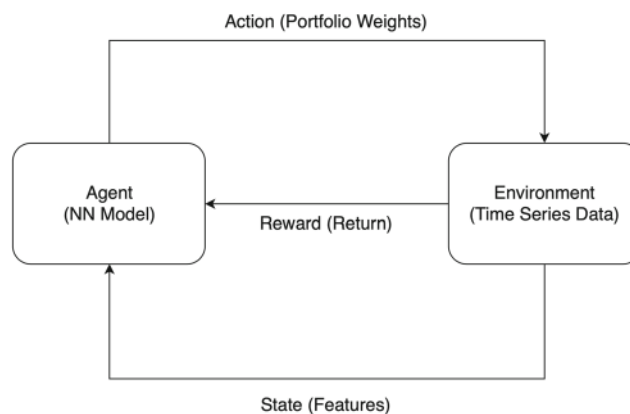 Action (Portfolio Weights)
Agent
(NN Model)
Environment
(Time Series Data)
Reward (Return)
State (Features)